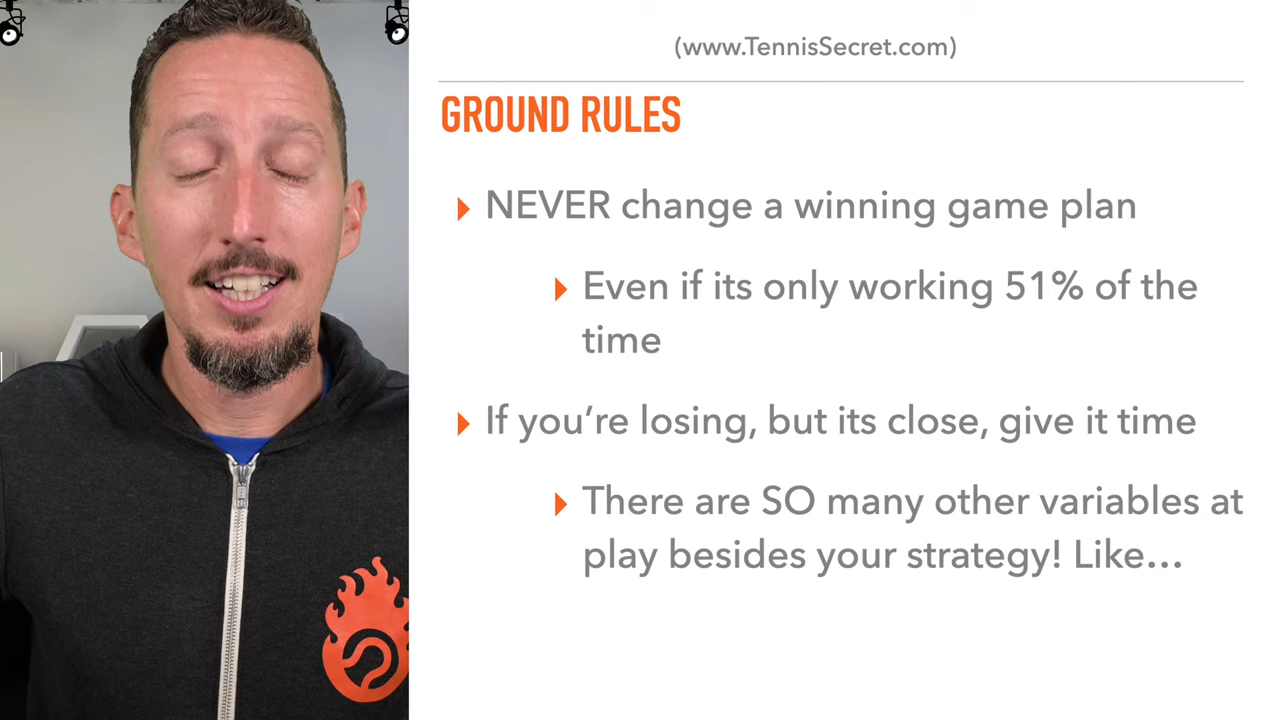 (www.TennisSecret.com)
GROUND RULES
NEVER change a winning game plan
Even if its only working 51% of the
time
If you’re losing, but its close, give it time
There are SO many other variables at
play besides your strategy! Like…